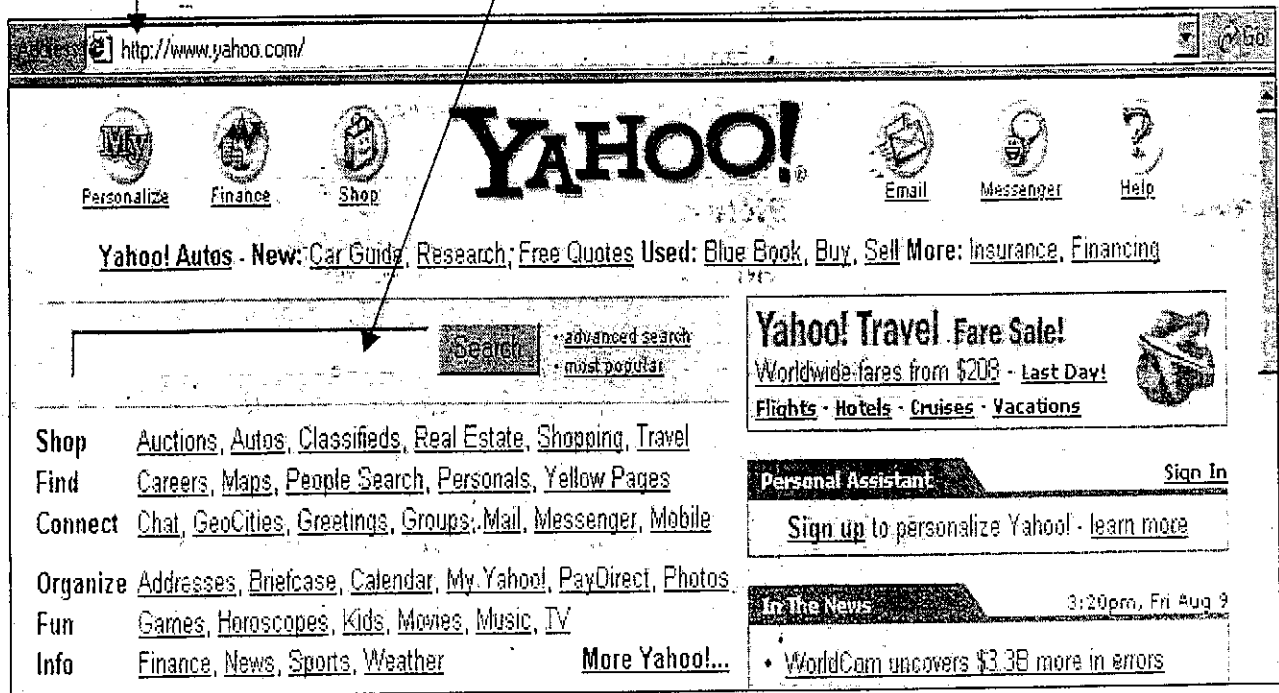 Address http://www.yahoo.com/ Go
My
YAHOO!
Personalize Finance Shop Email Messenger Help
Yahoo! Autos - New: Car Guide, Research, Free Quotes Used: Blue Book, Buy, Sell More: Insurance, Financing
Search
• advanced search
• most popular
Yahoo! Travel Fare Sale!
Worldwide fares from $208 - Last Day!
Flights - Hotels - Cruises - Vacations
Shop Auctions, Autos, Classifieds, Real Estate, Shopping, Travel
Find Careers, Maps, People Search, Personals, Yellow Pages
Connect Chat, GeoCities, Greetings, Groups, Mail, Messenger, Mobile
Organize Addresses, Briefcase, Calendar, My Yahoo!, PayDirect, Photos
Fun Games, Horoscopes, Kids, Movies, Music, TV
Info Finance, News, Sports, Weather More Yahoo!...
Personal Assistant Sign In
Sign up to personalize Yahoo! - learn more
In The News 3:20pm, Fri Aug 9
• WorldCom uncovers $3.3B more in errors